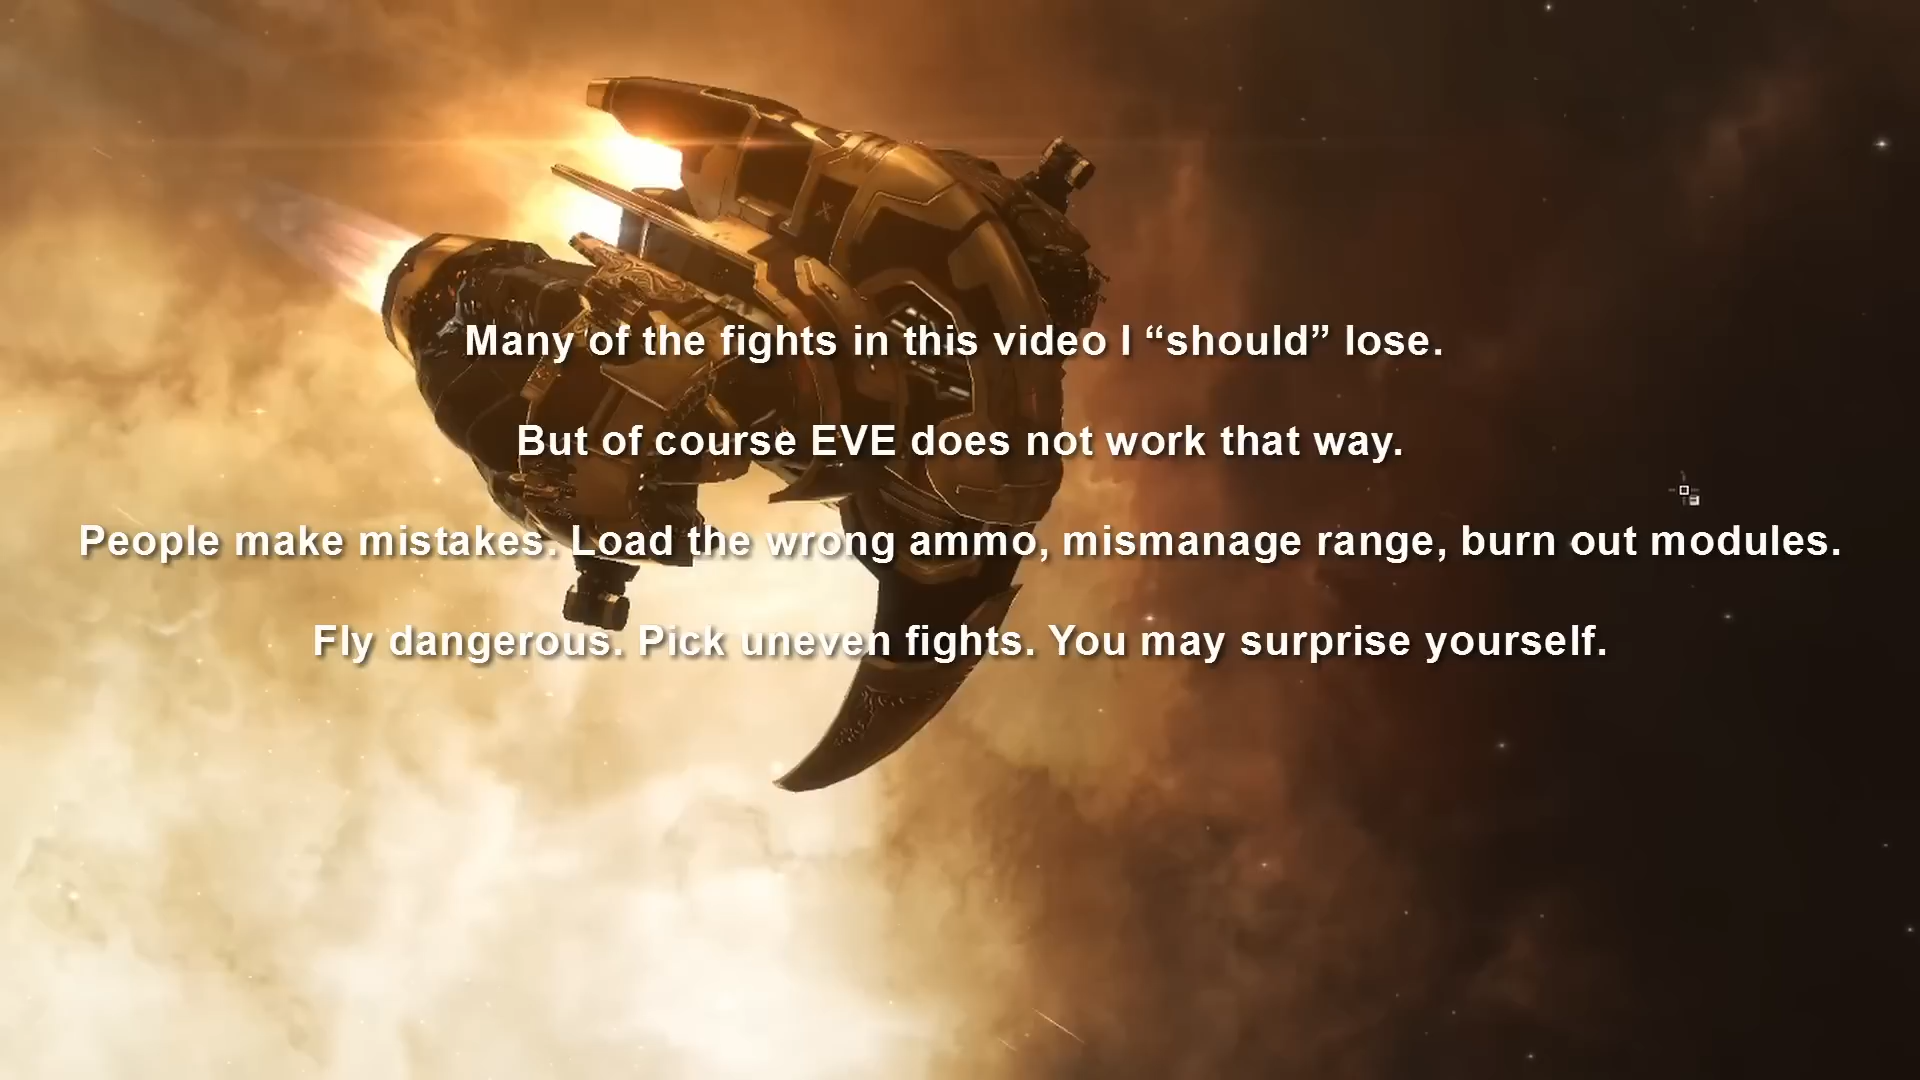 Many of the fights in this video I “should” lose.
But of course EVE does not work that way.
People make mistakes. Load the wrong ammo, mismanage range, burn out modules.
Fly dangerous. Pick uneven fights. You may surprise yourself.